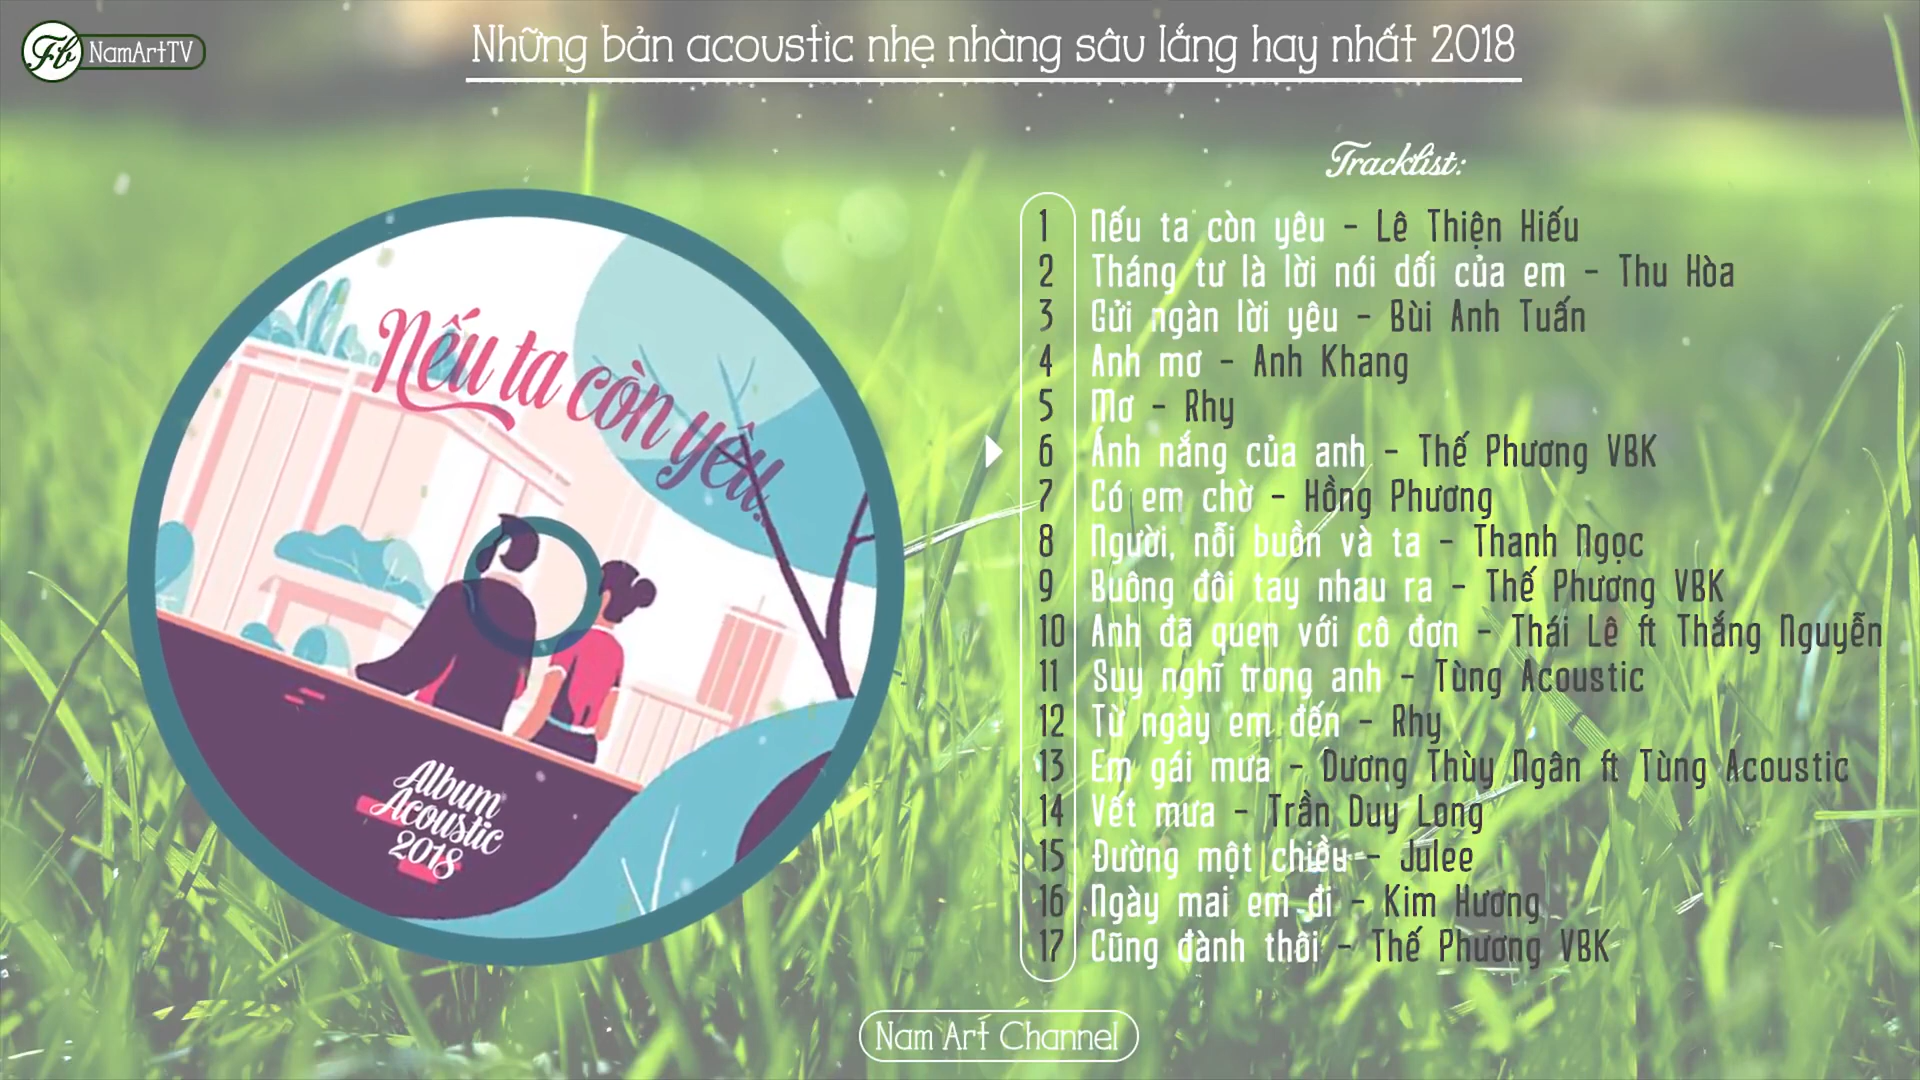 Fb NamArtTV
Những bản acoustic nhẹ nhàng sâu lắng hay nhất 2018
Tracklist:
1 Nếu ta còn yêu - Lê Thiện Hiếu
2 Tháng tư là lời nói dối của em - Thu Hòa
3 Gửi ngàn lời yêu - Bùi Anh Tuấn
4 Anh mơ - Anh Khang
5 Mơ - Rhy
6 Ánh nắng của anh - Thế Phương VBK
7 Có em chờ - Hồng Phương
8 Người, nỗi buồn và ta - Thanh Ngọc
9 Buông đôi tay nhau ra - Thế Phương VBK
10 Anh đã quen với cô đơn - Thái Lê ft Thắng Nguyễn
11 Suy nghĩ trong anh - Tùng Acoustic
12 Từ ngày em đến - Rhy
13 Em gái mưa - Dương Thùy Ngân ft Tùng Acoustic
14 Vết mưa - Trần Duy Long
15 Đường một chiều - Julee
16 Ngày mai em đi - Kim Hương
17 Cũng đành thôi - Thế Phương VBK
Nếu ta còn yêu..
Album
Acoustic
2018
Nam Art Channel